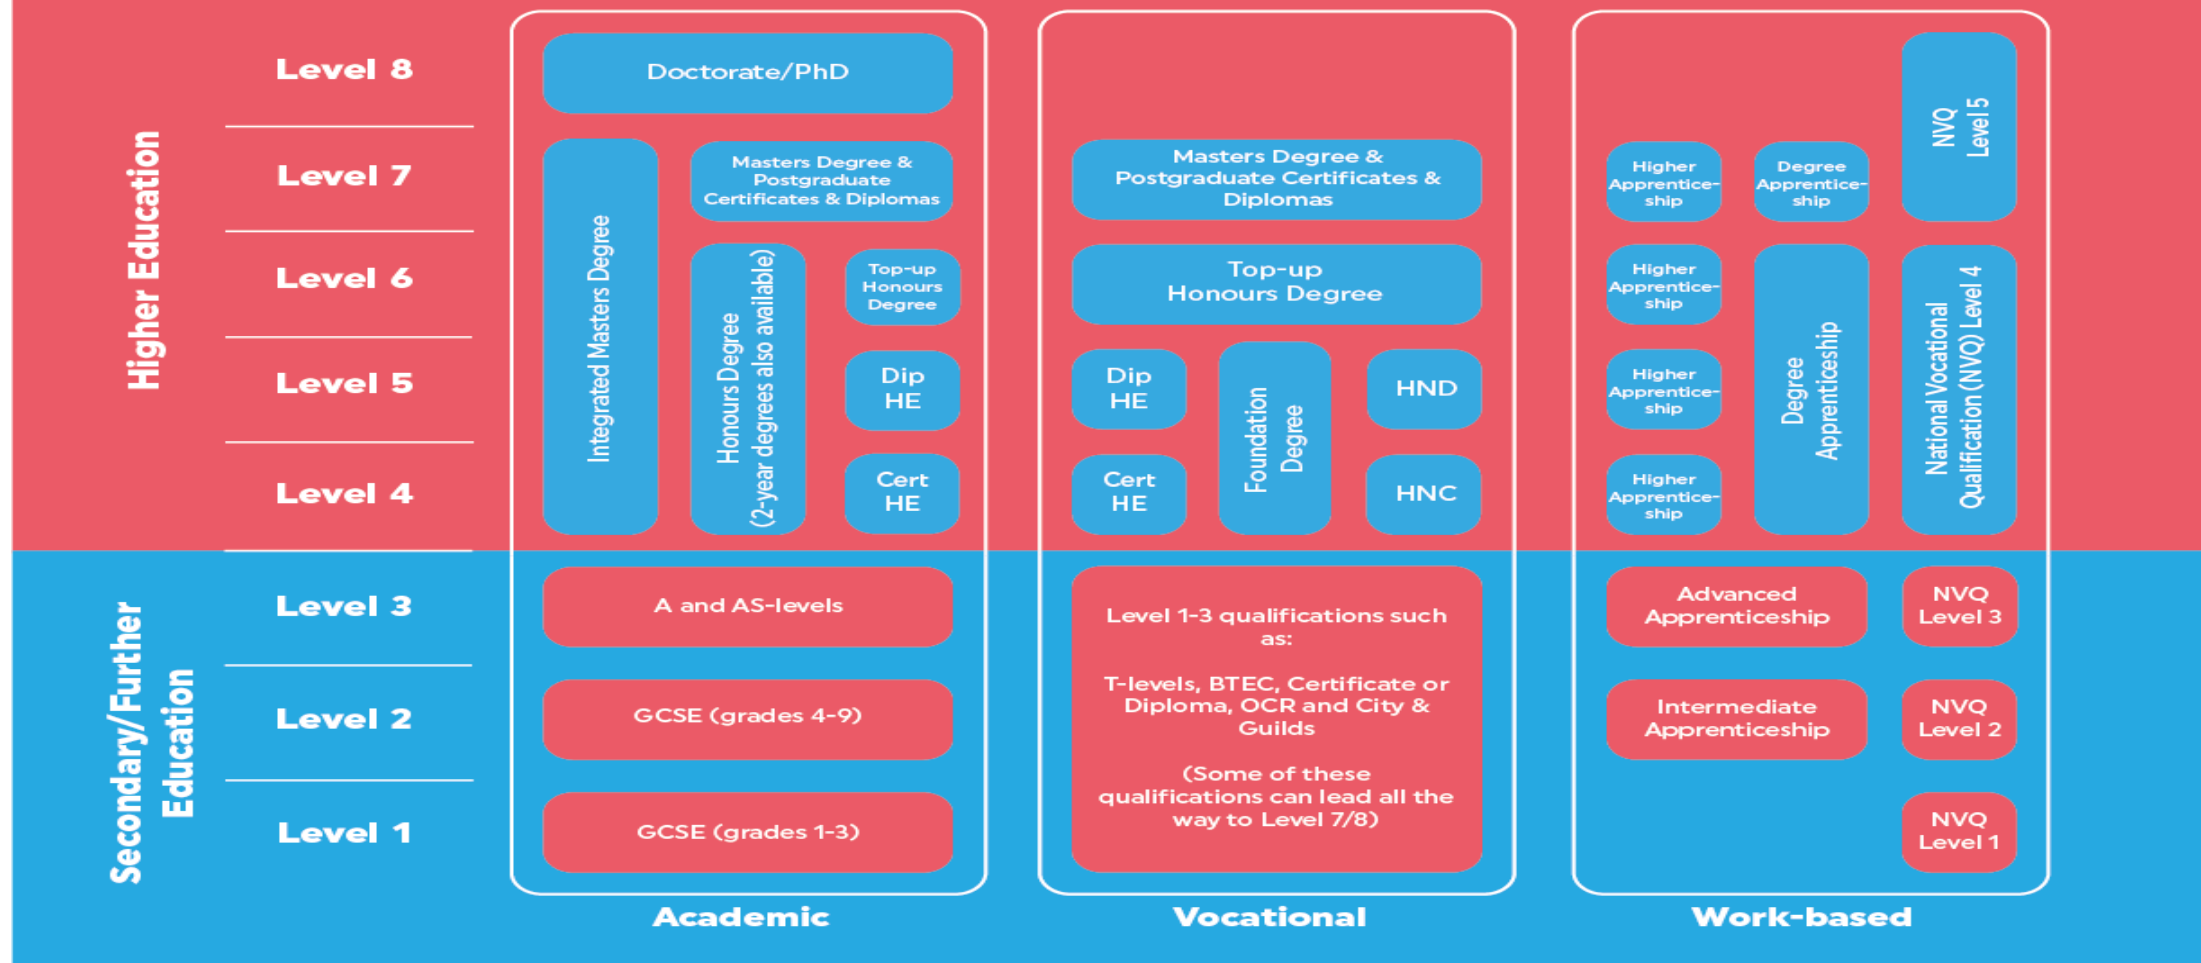 Higher Education
Secondary/Further
Education
Level 8
Level 7
Level 6
Level 5
Level 4
Level 3
Level 2
Level 1
Doctorate/PhD
Integrated Masters Degree
Masters Degree &
Postgraduate
Certificates & Diplomas
Honours Degree
(2-year degrees also available)
Top-up
Honours
Degree
Dip
HE
Cert
HE
A and AS-levels
GCSE (grades 4-9)
GCSE (grades 1-3)
Academic
Masters Degree &
Postgraduate Certificates &
Diplomas
Top-up
Honours Degree
Dip
HE
Cert
HE
Foundation
Degree
HND
HNC
Level 1-3 qualifications such
as:
T-levels, BTEC, Certificate or
Diploma, OCR and City &
Guilds
(Some of these
qualifications can lead all the
way to Level 7/8)
Vocational
Higher
Apprentice-
ship
Higher
Apprentice-
ship
Higher
Apprentice-
ship
Higher
Apprentice-
ship
Degree
Apprentice-
ship
Degree
Apprenticeship
NVQ
Level 5
National Vocational
Qualification (NVQ) Level 4
Advanced
Apprenticeship
NVQ
Level 3
Intermediate
Apprenticeship
NVQ
Level 2
NVQ
Level 1
Work-based